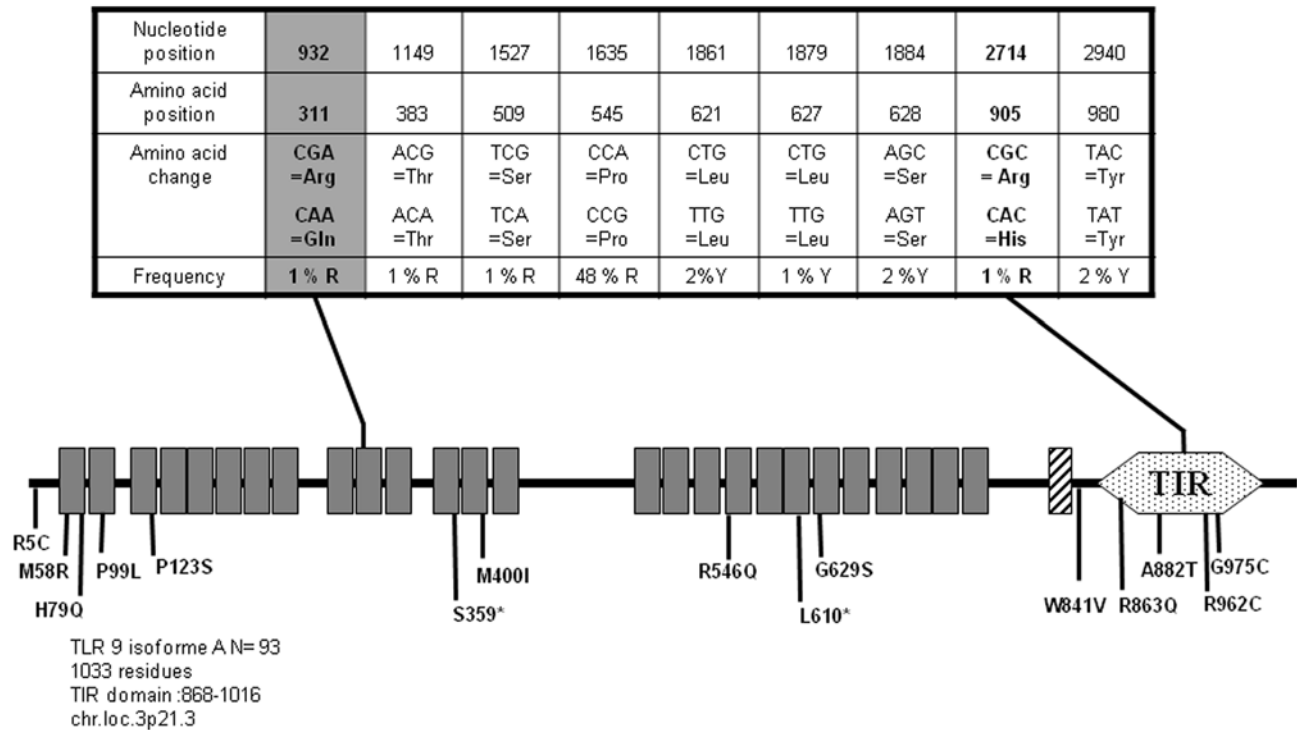 Nucleotide position 932 1149 1527 1635 1861 1879 1884 2714 2940
Amino acid position 311 383 509 545 621 627 628 905 980
Amino acid change CGA ACG TCG CCA CTG CTG AGC CGC TAC
=Arg =Thr =Ser =Pro =Leu =Leu =Ser = Arg =Tyr
CAA ACA TCA CCG TTG TTG AGT CAC TAT
=Gln =Thr =Ser =Pro =Leu =Leu =Ser =His =Tyr
Frequency 1 % R 1 % R 1 % R 48 % R 2%Y 1 % Y 2 %Y 1 % R 2 % Y
TIR
R5C
M58R P99L P123S M400I R546Q G629S A882T G975C
H79Q S359* L610* W841V R863Q R962C
TLR 9 isoforme A N= 93
1033 residues
TIR domain :868-1016
chr.loc.3p21.3